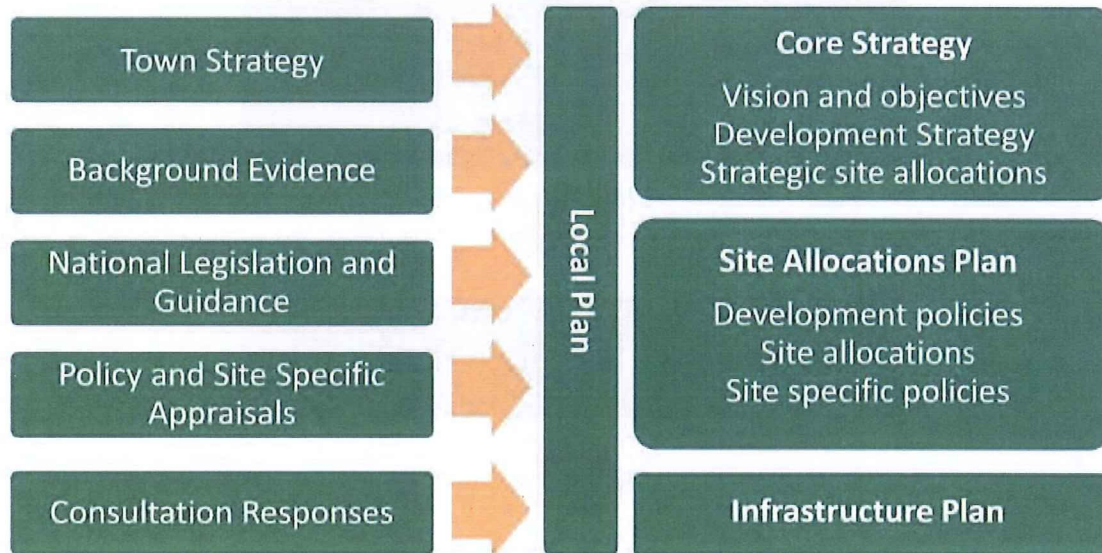 Town Strategy
Background Evidence
National Legislation and
Guidance
Policy and Site Specific
Appraisals
Consultation Responses
Local Plan
Core Strategy
Vision and objectives
Development Strategy
Strategic site allocations
Site Allocations Plan
Development policies
Site allocations
Site specific policies
Infrastructure Plan